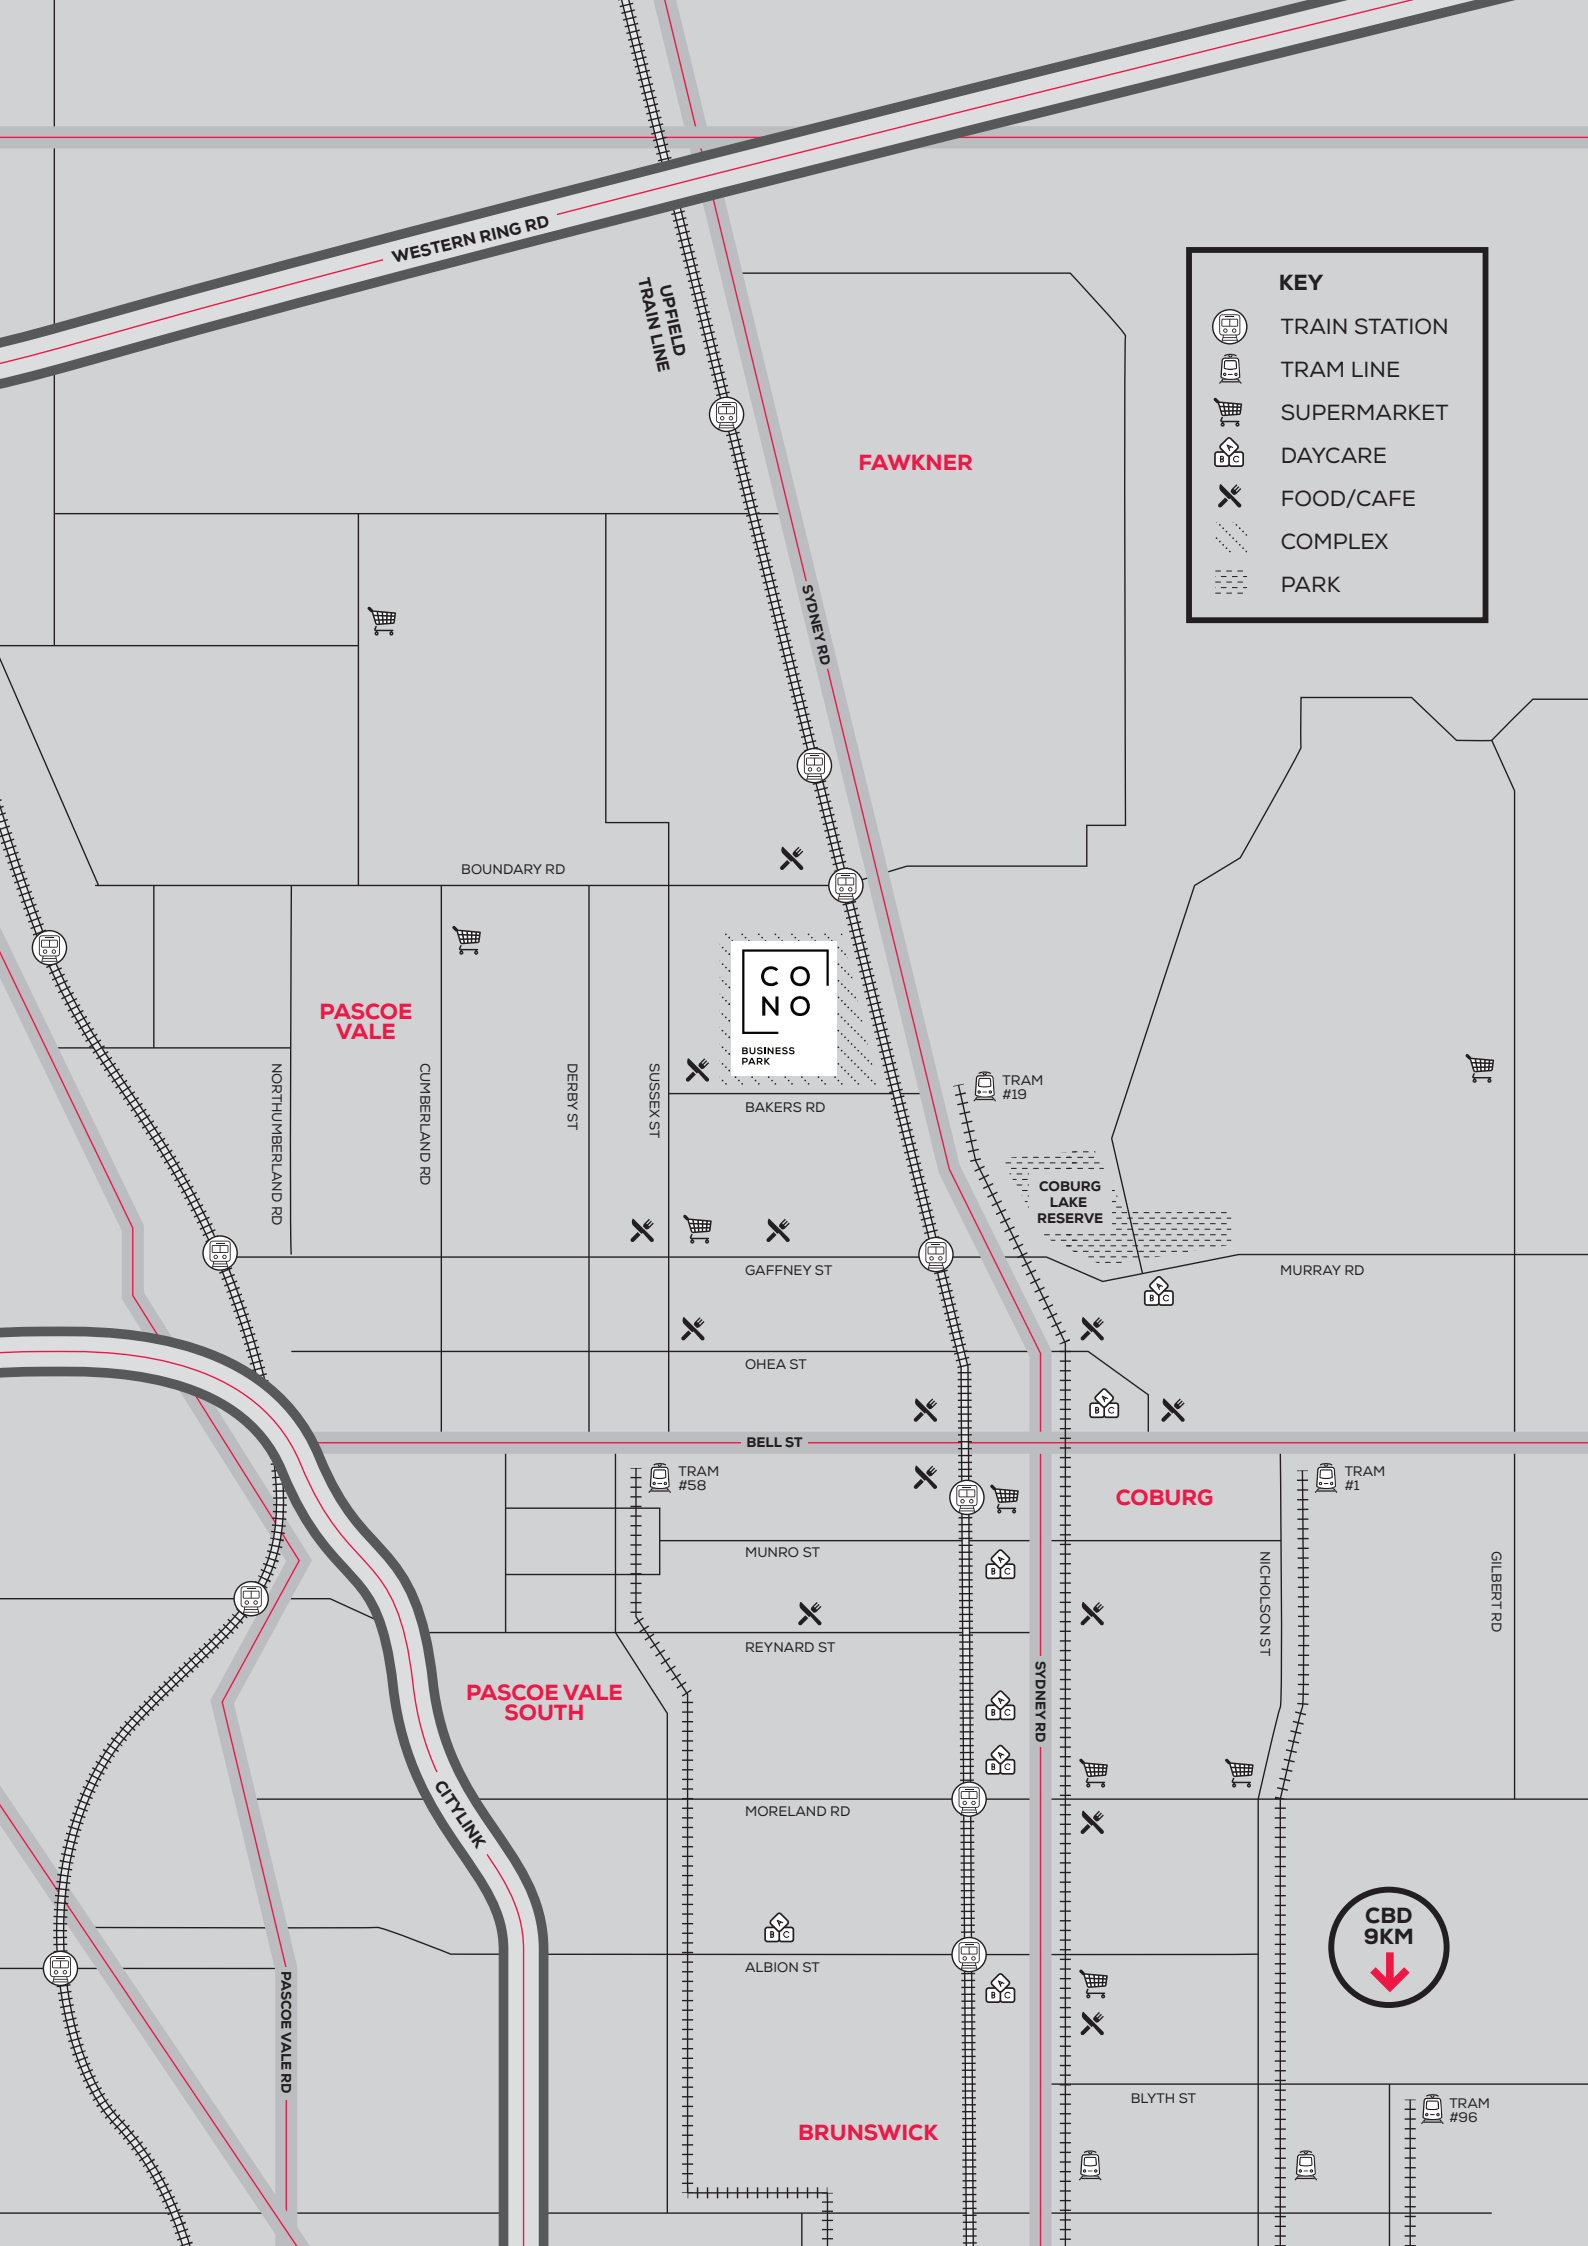 WESTERN RING RD
UPFIELD
TRAIN LINE
KEY
TRAIN STATION
TRAM LINE
SUPERMARKET
A
B C
DAYCARE
FOOD/CAFE
COMPLEX
PARK
FAWKNER
SYDNEY RD
BOUNDARY RD
CO
NO
BUSINESS
PARK
PASCOE
VALE
NORTHUMBERLAND RD
CUMBERLAND RD
DERBY ST
SUSSEX ST
BAKERS RD
TRAM
#19
COBURG
LAKE
RESERVE
GAFFNEY ST
MURRAY RD
A
B C
OHEA ST
A
B C
BELL ST
TRAM
#58
COBURG
TRAM
#1
MUNRO ST
A
B C
NICHOLSON ST
GILBERT RD
REYNARD ST
PASCOE VALE
SOUTH
A
B C
SYDNEY RD
A
B C
CITYLINK
MORELAND RD
A
B C
CBD
9KM
ALBION ST
A
B C
PASCOE VALE RD
BLYTH ST
TRAM
#96
BRUNSWICK